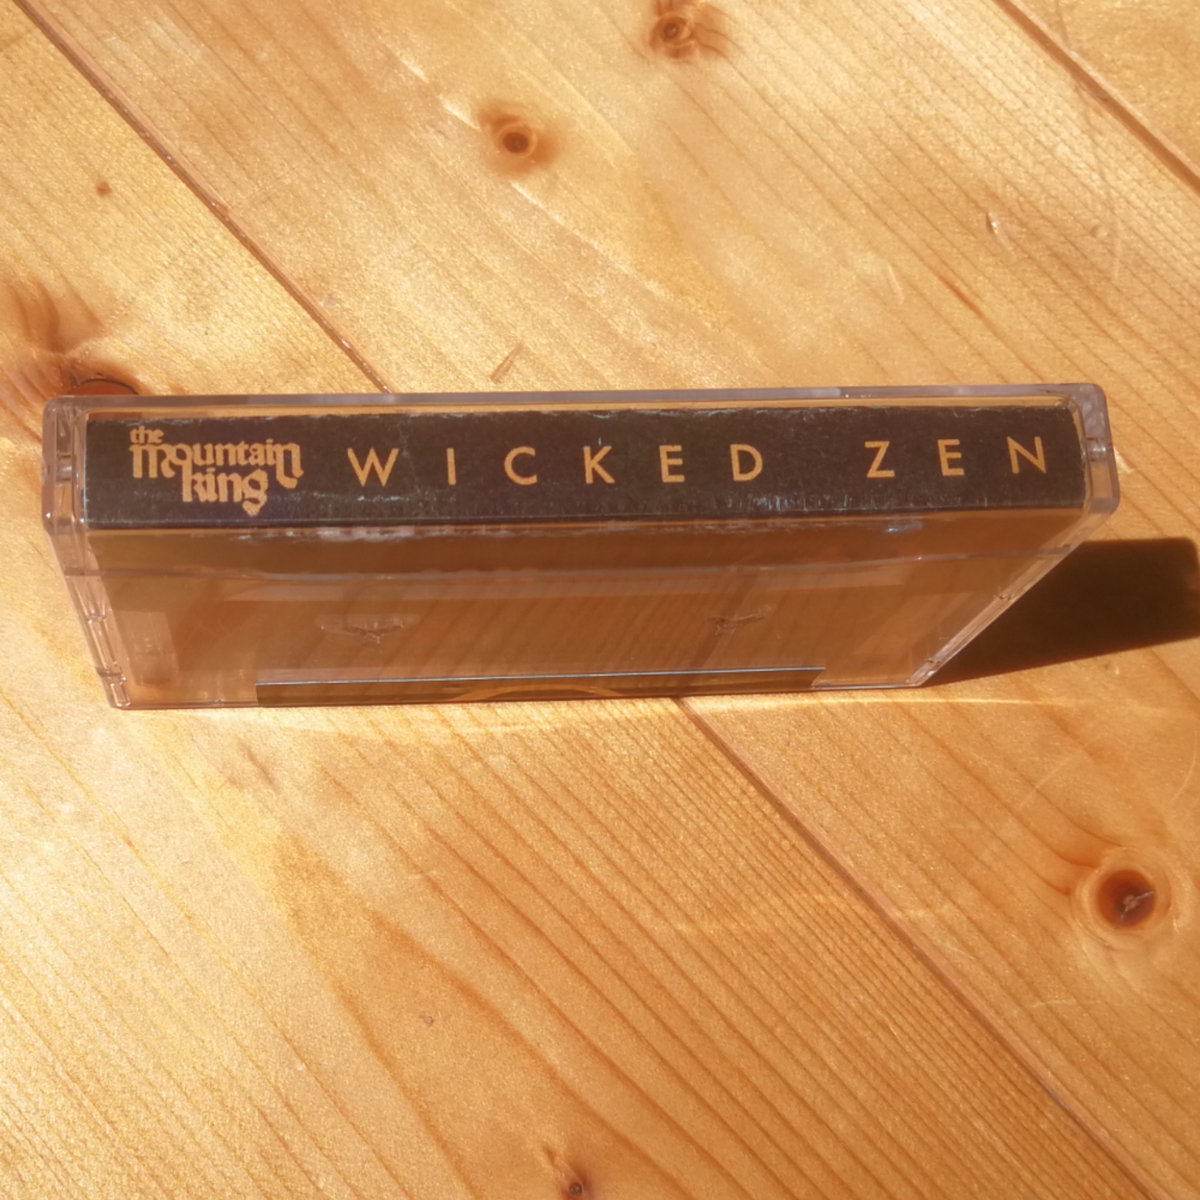 the
mountain
king
WICKED ZEN